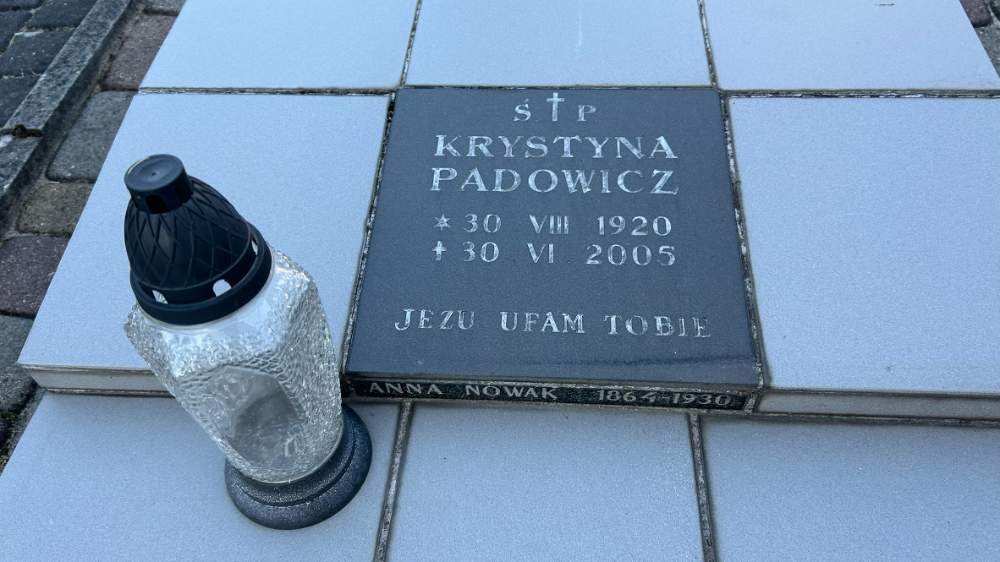 Ś † P
KRYSTYNA
PADOWICZ
* 30 VIII 1920
† 30 VI 2005
JEZU UFAM TOBIE
ANNA NOWAK 1864-1930